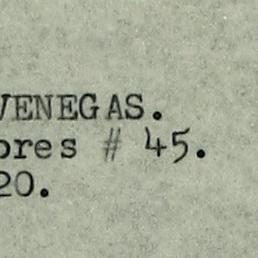 VENEGAS.
ores # 45.
20.